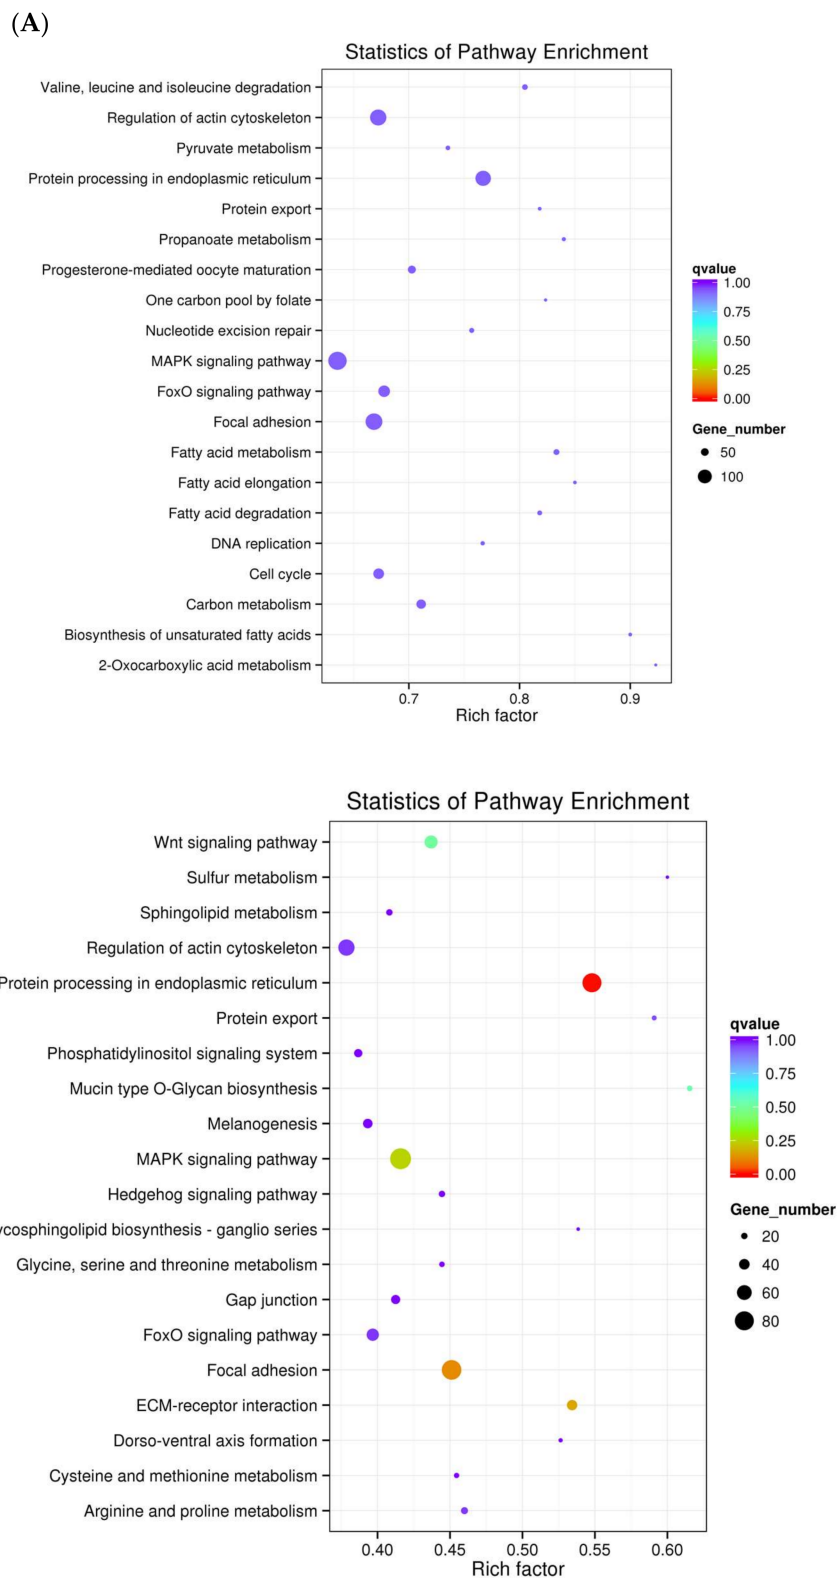 (A)
Statistics of Pathway Enrichment
Valine, leucine and isoleucine degradation
Regulation of actin cytoskeleton
Pyruvate metabolism
Protein processing in endoplasmic reticulum
Protein export
Propanoate metabolism
Progesterone-mediated oocyte maturation
One carbon pool by folate
Nucleotide excision repair
MAPK signaling pathway
FoxO signaling pathway
Focal adhesion
Fatty acid metabolism
Fatty acid elongation
Fatty acid degradation
DNA replication
Cell cycle
Carbon metabolism
Biosynthesis of unsaturated fatty acids
2-Oxocarboxylic acid metabolism
0.7 0.8 0.9
Rich factor
qvalue
1.00
0.75
0.50
0.25
0.00
Gene_number
50
100
Statistics of Pathway Enrichment
Wnt signaling pathway
Sulfur metabolism
Sphingolipid metabolism
Regulation of actin cytoskeleton
Protein processing in endoplasmic reticulum
Protein export
Phosphatidylinositol signaling system
Mucin type O-Glycan biosynthesis
Melanogenesis
MAPK signaling pathway
Hedgehog signaling pathway
ycosphingolipid biosynthesis - ganglio series
Glycine, serine and threonine metabolism
Gap junction
FoxO signaling pathway
Focal adhesion
ECM-receptor interaction
Dorso-ventral axis formation
Cysteine and methionine metabolism
Arginine and proline metabolism
0.40 0.45 0.50 0.55 0.60
Rich factor
qvalue
1.00
0.75
0.50
0.25
0.00
Gene_number
20
40
60
80